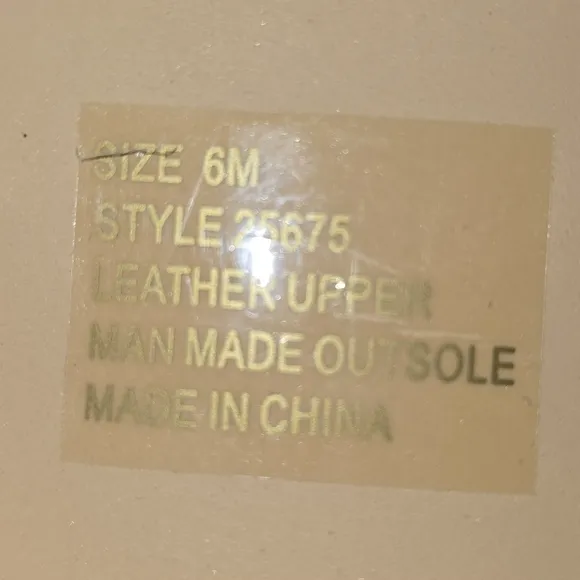 SIZE 6M
STYLE 25675
LEATHER UPPER
MAN MADE OUTSOLE
MADE IN CHINA